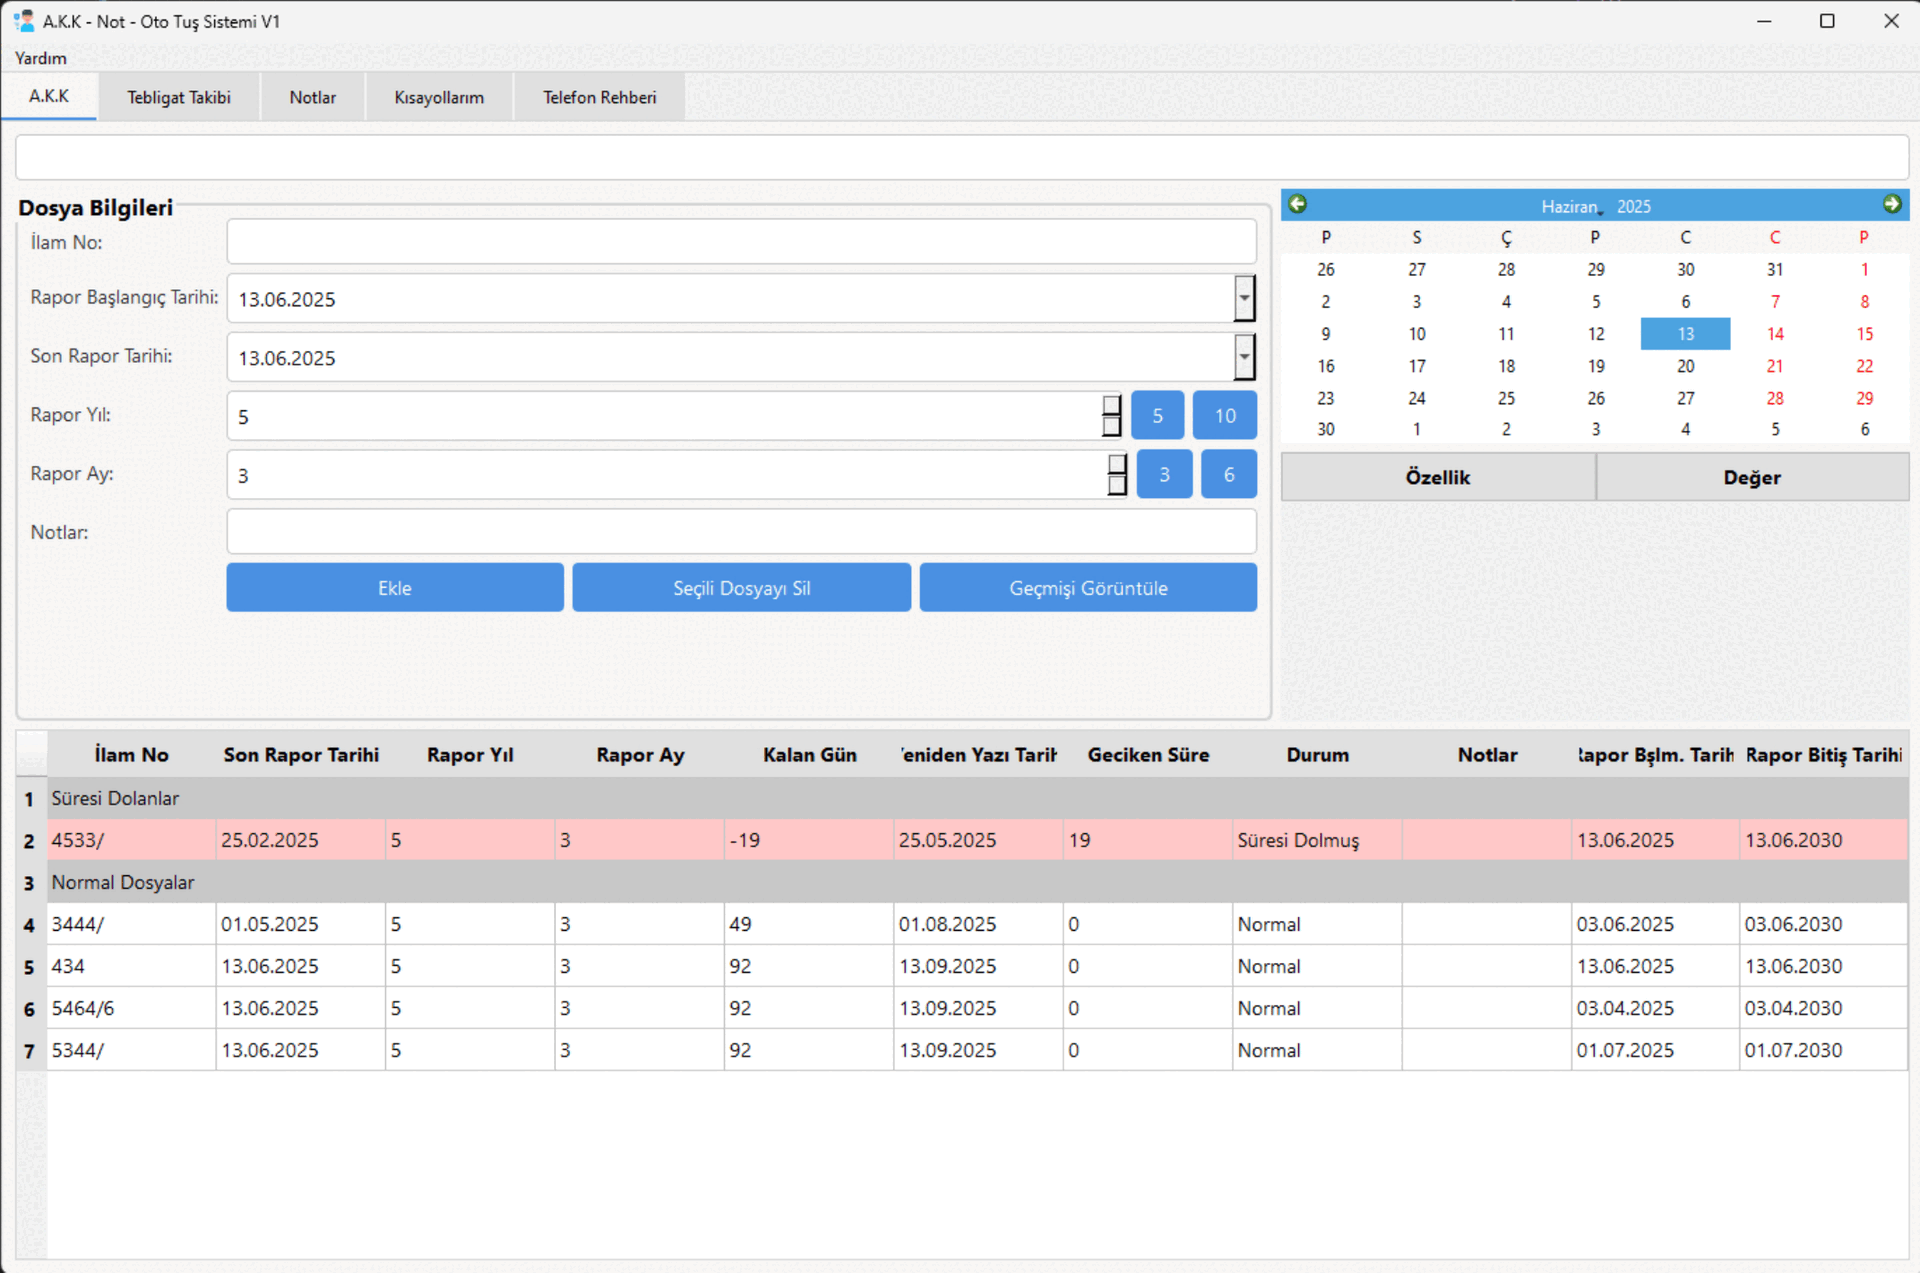 A.K.K - Not - Oto Tuş Sistemi V1
Yardım
A.K.K Tebligat Takibi Notlar Kısayollarım Telefon Rehberi
Dosya Bilgileri
İlam No:
Rapor Başlangıç Tarihi: 13.06.2025
Son Rapor Tarihi: 13.06.2025
Rapor Yıl: 5 5 10
Rapor Ay: 3 3 6
Notlar:
Ekle Seçili Dosyayı Sil Geçmişi Görüntüle
Haziran 2025
P S Ç P C C P
26 27 28 29 30 31 1
2 3 4 5 6 7 8
9 10 11 12 13 14 15
16 17 18 19 20 21 22
23 24 25 26 27 28 29
30 1 2 3 4 5 6
Özellik Değer
İlam No Son Rapor Tarihi Rapor Yıl Rapor Ay Kalan Gün eniden Yazı Tarih Geciken Süre Durum Notlar Rapor Bşlm. Tarih Rapor Bitiş Tarihi
1 Süresi Dolanlar
2 4533/ 25.02.2025 5 3 -19 25.05.2025 19 Süresi Dolmuş 13.06.2025 13.06.2030
3 Normal Dosyalar
4 3444/ 01.05.2025 5 3 49 01.08.2025 0 Normal 03.06.2025 03.06.2030
5 434 13.06.2025 5 3 92 13.09.2025 0 Normal 13.06.2025 13.06.2030
6 5464/6 13.06.2025 5 3 92 13.09.2025 0 Normal 03.04.2025 03.04.2030
7 5344/ 13.06.2025 5 3 92 13.09.2025 0 Normal 01.07.2025 01.07.2030